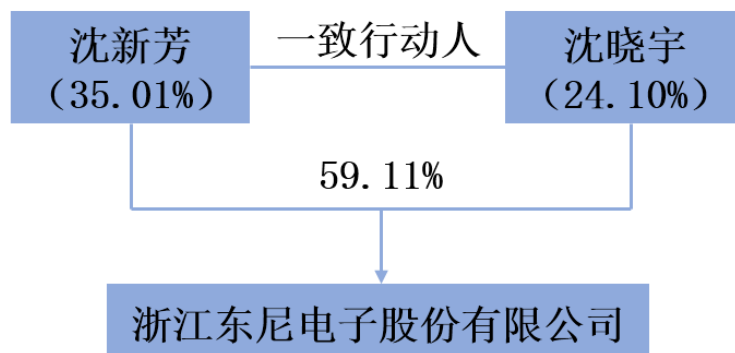 沈新芳
（35.01%）
一致行动人
沈晓宇
（24.10%）
59.11%
浙江东尼电子股份有限公司